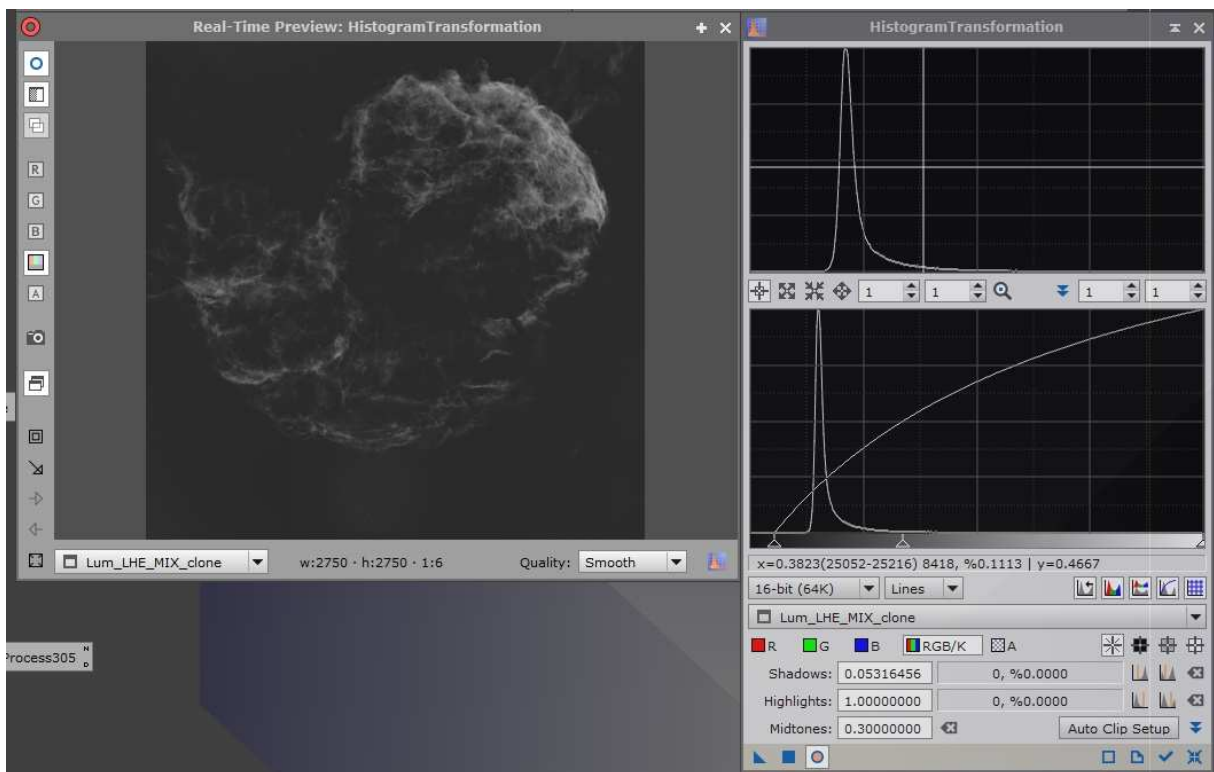 Real-Time Preview: HistogramTransformation
R
G
B
A
Lum_LHE_MIX_clone w:2750 · h:2750 · 1:6 Quality: Smooth
Process305 N D
HistogramTransformation
1 1 1 1
x=0.3823(25052-25216) 8418, %0.1113 | y=0.4667
16-bit (64K) Lines
Lum_LHE_MIX_clone
R G B RGB/K A
Shadows: 0.05316456 0, %0.0000
Highlights: 1.00000000 0, %0.0000
Midtones: 0.30000000 Auto Clip Setup